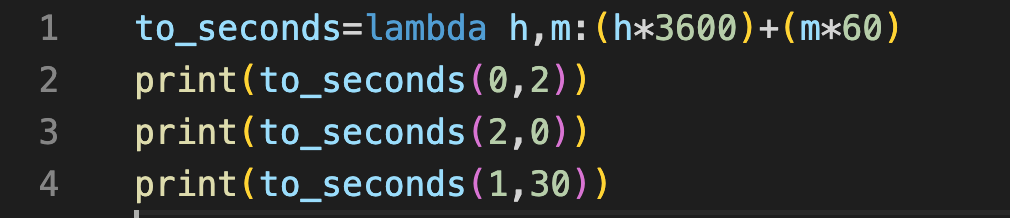 1 to_seconds=lambda h,m:(h*3600)+(m*60)
2 print(to_seconds(0,2))
3 print(to_seconds(2,0))
4 print(to_seconds(1,30))